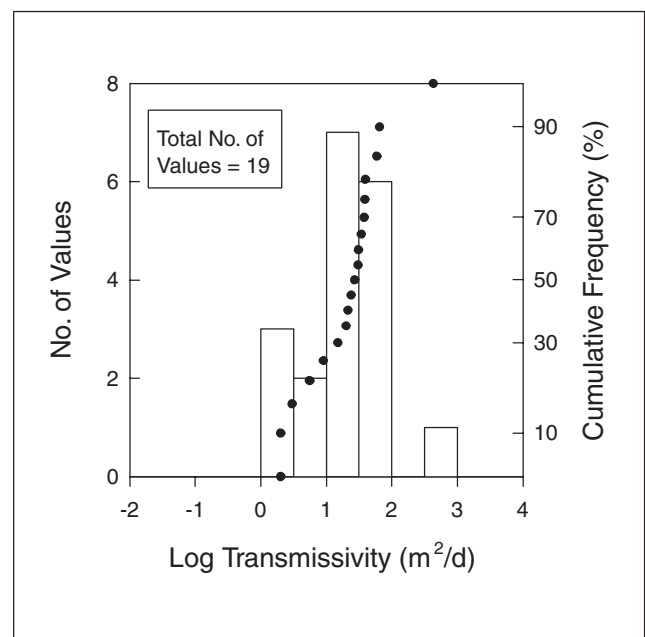 8
6
4
2
0
No. of Values
Total No. of
Values = 19
90
70
50
30
10
Cumulative Frequency (%)
-2 -1 0 1 2 3 4
Log Transmissivity (m²/d)